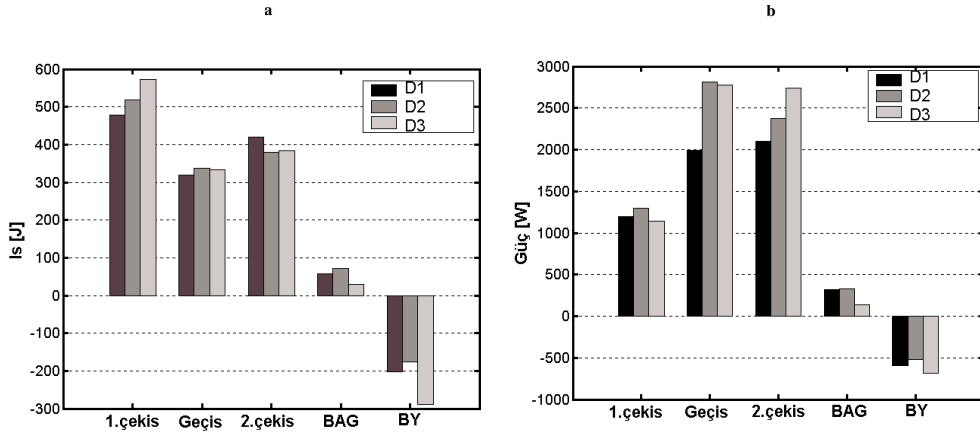 a
600
500
400
300
200
100
0
-100
-200
-300
Is [J]
D1
D2
D3
1.çekis Geçis 2.çekis BAG BY
b
3000
2500
2000
1500
1000
500
0
-500
-1000
Güç [W]
D1
D2
D3
1.çekis Geçis 2.çekis BAG BY